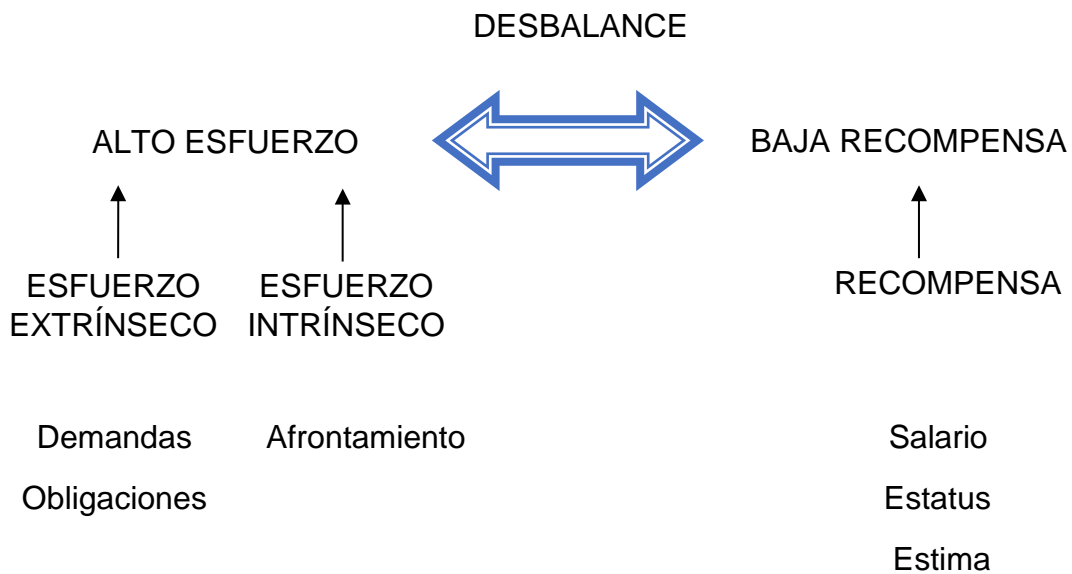 DESBALANCE
ALTO ESFUERZO
BAJA RECOMPENSA
ESFUERZO
EXTRÍNSECO
ESFUERZO
INTRÍNSECO
RECOMPENSA
Demandas
Afrontamiento
Salario
Obligaciones
Estatus
Estima